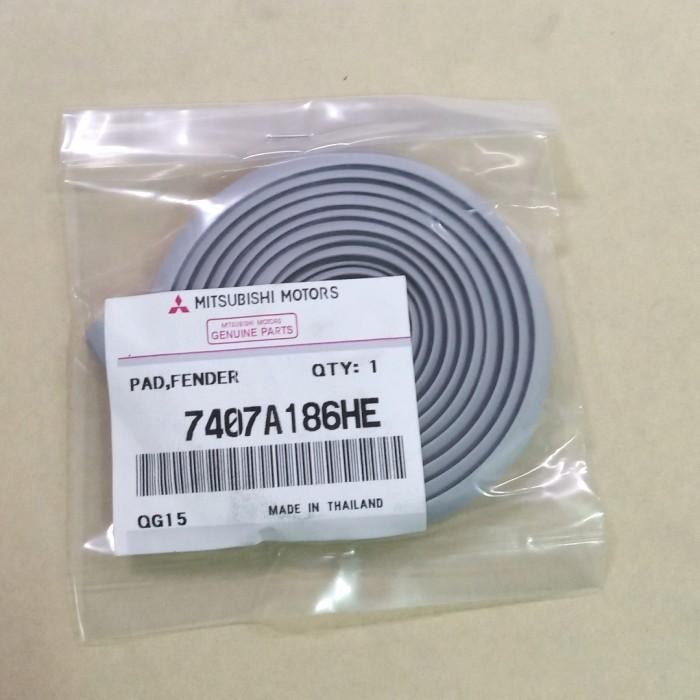 MITSUBISHI MOTORS
MITSUBISHI MOTORS
GENUINE PARTS
PAD,FENDER QTY: 1
7407A186HE
QG15 MADE IN THAILAND